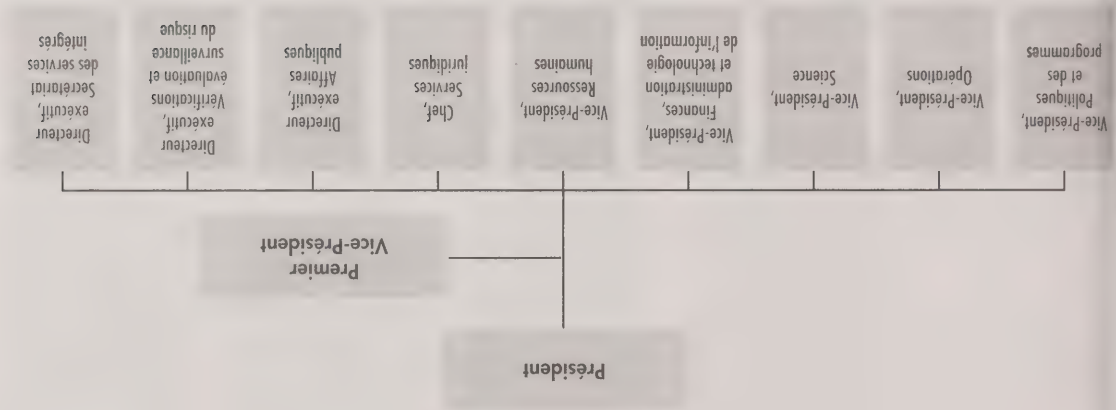 Président
Premier
Vice-Président
Vice-Président,
Politiques
et des
programmes
Vice-Président,
Opérations
Vice-Président,
Science
Vice-Président,
Finances,
administration
et technologie
de l'information
Vice-Président,
Ressources
humaines
Chef,
Services
juridiques
Directeur
exécutif,
Affaires
publiques
Directeur
exécutif,
Vérifications
évaluation et
surveillance
du risque
Directeur
exécutif,
Secrétariat
des services
intégrés